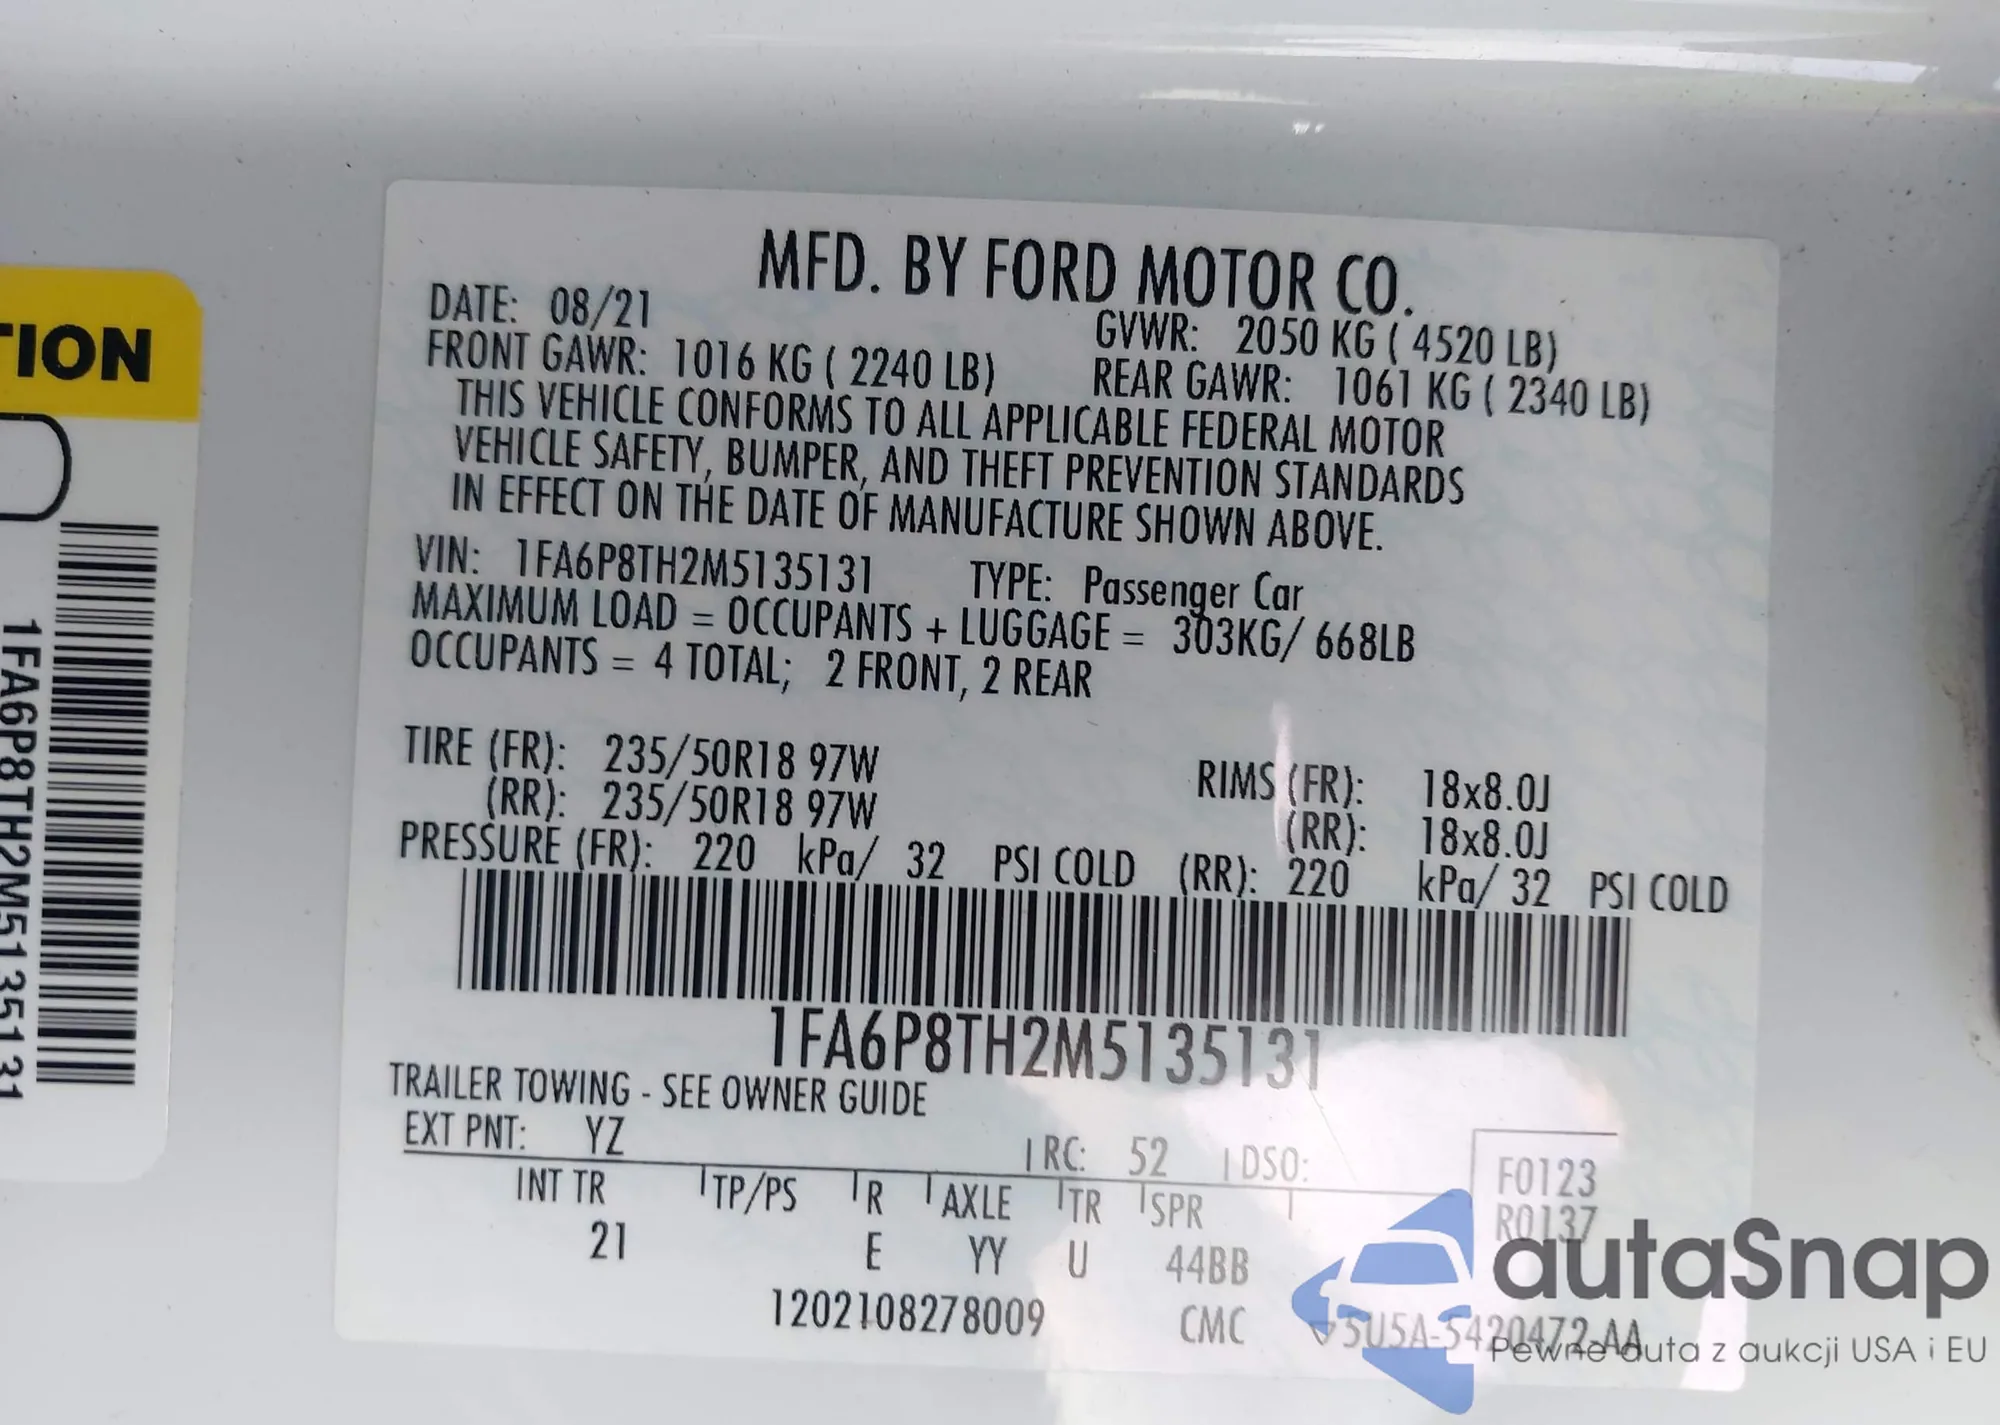 TION
1FA6P8TH2M5135131
MFD. BY FORD MOTOR CO.
DATE: 08/21
GVWR: 2050 KG ( 4520 LB)
FRONT GAWR: 1016 KG ( 2240 LB)
REAR GAWR: 1061 KG ( 2340 LB)
THIS VEHICLE CONFORMS TO ALL APPLICABLE FEDERAL MOTOR
VEHICLE SAFETY, BUMPER, AND THEFT PREVENTION STANDARDS
IN EFFECT ON THE DATE OF MANUFACTURE SHOWN ABOVE.
VIN: 1FA6P8TH2M5135131 TYPE: Passenger Car
MAXIMUM LOAD = OCCUPANTS + LUGGAGE = 303KG/ 668LB
OCCUPANTS = 4 TOTAL; 2 FRONT, 2 REAR
TIRE (FR): 235/50R18 97W RIMS (FR): 18x8.0J
(RR): 235/50R18 97W (RR): 18x8.0J
PRESSURE (FR): 220 kPa/ 32 PSI COLD (RR): 220 kPa/ 32 PSI COLD
1FA6P8TH2M5135131
TRAILER TOWING - SEE OWNER GUIDE
EXT PNT: YZ RC: 52 DSO:
F0123
R0137
INT TR TP/PS R AXLE TR SPR
21 E YY U 44BB
1202108278009 CMC 5U5A-5420472-AA
autaSnap
Pewne auta z aukcji USA i EU